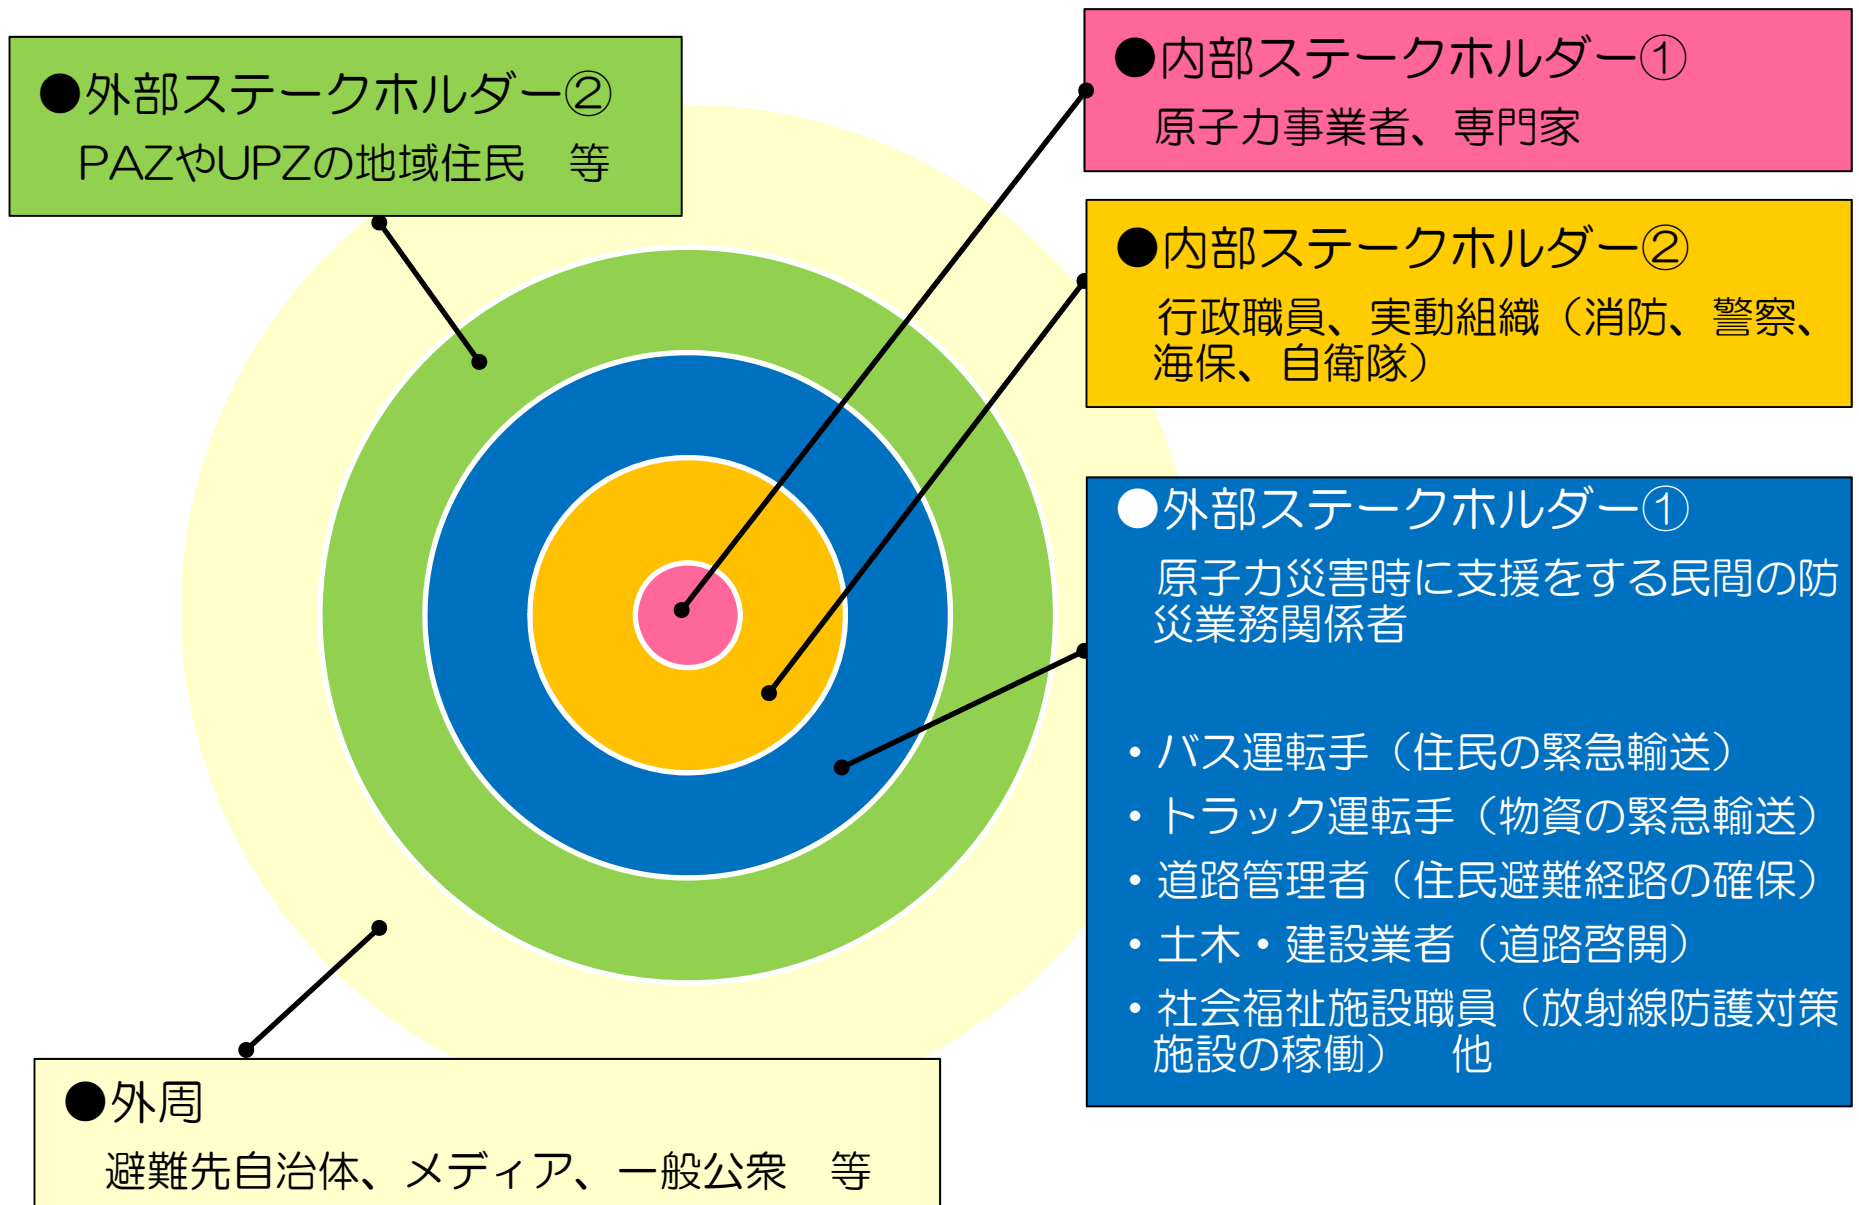 ●外部ステークホルダー②
PAZやUPZの地域住民　等
●内部ステークホルダー①
原子力事業者、専門家
●内部ステークホルダー②
行政職員、実動組織（消防、警察、
海保、自衛隊）
●外部ステークホルダー①
原子力災害時に支援をする民間の防
災業務関係者
・バス運転手（住民の緊急輸送）
・トラック運転手（物資の緊急輸送）
・道路管理者（住民避難経路の確保）
・土木・建設業者（道路啓開）
・社会福祉施設職員（放射線防護対策
施設の稼働）　他
●外周
避難先自治体、メディア、一般公衆　等